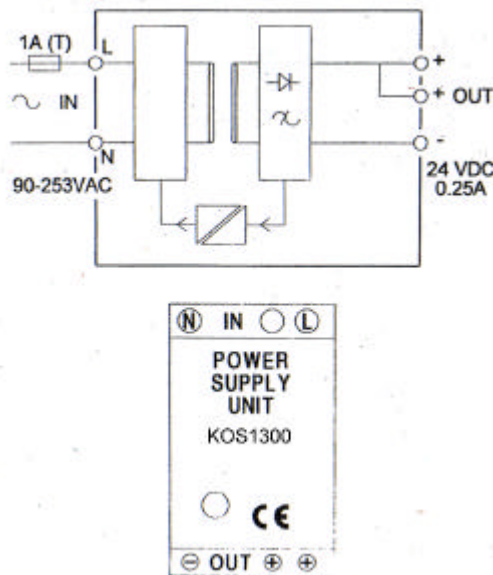 1A (T)
L
+
IN
+ OUT
N
-
90-253VAC
24 VDC
0.25A
N IN L
POWER
SUPPLY
UNIT
KOS1300
CE
- OUT + +